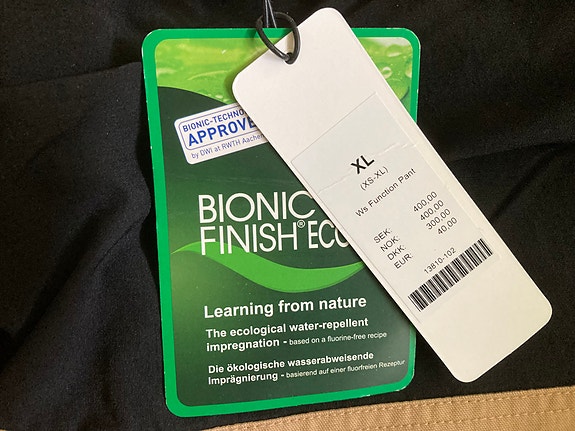 BIONIC-TECHNO
APPROVE
by DWI at RWTH Aachen
BIONIC
FINISH® ECO
Learning from nature
The ecological water-repellent
impregnation - based on a fluorine-free recipe
Die ökologische wasserabweisende
Imprägnierung - basierend auf einer fluorfreien Rezeptur
XL
(XS-XL)
Ws Function Pant
SEK: 400,00
NOK: 400,00
DKK: 300,00
EUR: 40,00
13810-102